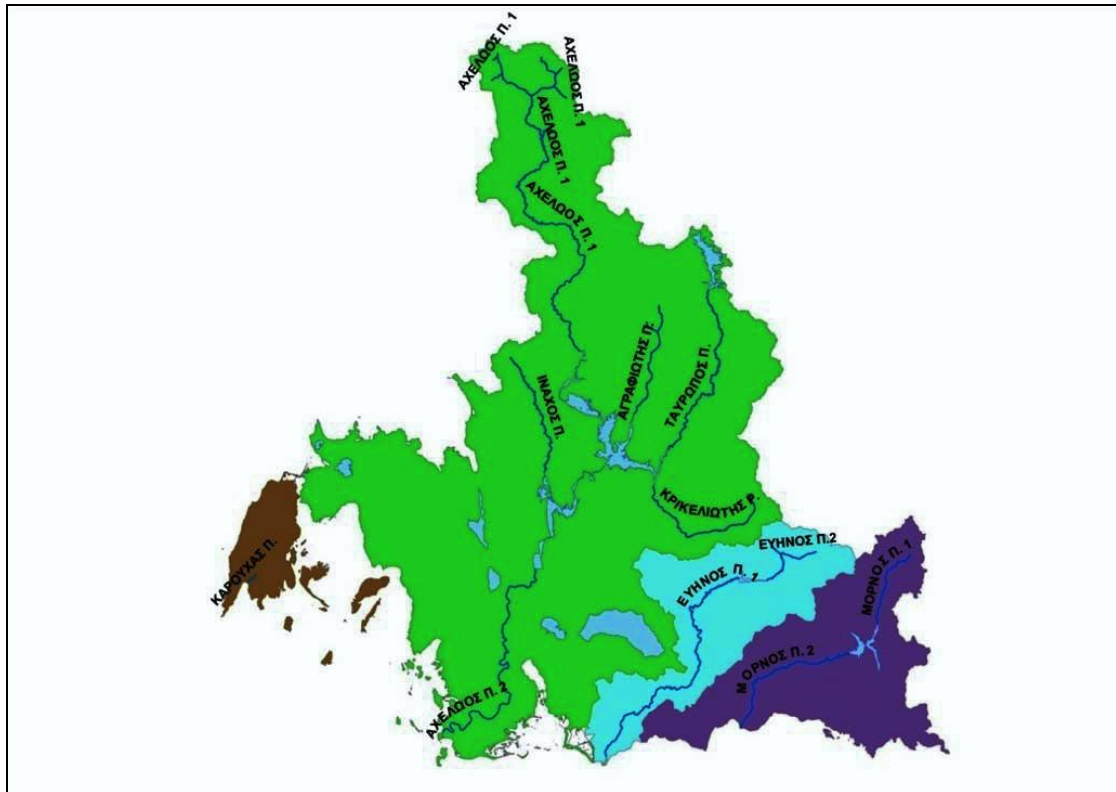 ΑΧΕΛΩΟΣ Π. 1
ΑΧΕΛΩΟΣ Π. 1
ΑΧΕΛΩΟΣ Π. 1
ΑΧΕΛΩΟΣ Π. 1
ΙΝΑΧΟΣ Π.
ΑΓΡΑΦΙΩΤΗΣ Π.
ΤΑΥΡΩΠΟΣ Π.
ΚΡΙΚΕΛΙΩΤΗΣ Ρ.
ΚΑΡΟΥΧΑΣ Π.
ΕΥΗΝΟΣ Π.2
ΕΥΗΝΟΣ Π. 1
ΜΟΡΝΟΣ Π. 1
ΜΟΡΝΟΣ Π. 2
ΑΧΕΛΩΟΣ Π. 2